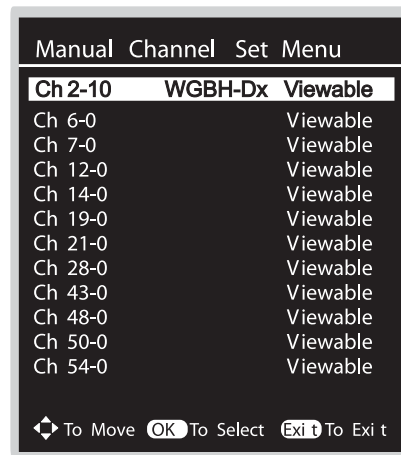 Manual Channel Set Menu
Ch 2-10 WGBH-Dx Viewable
Ch 6-0 Viewable
Ch 7-0 Viewable
Ch 12-0 Viewable
Ch 14-0 Viewable
Ch 19-0 Viewable
Ch 21-0 Viewable
Ch 28-0 Viewable
Ch 43-0 Viewable
Ch 48-0 Viewable
Ch 50-0 Viewable
Ch 54-0 Viewable
To Move OK To Select Exi t To Exi t